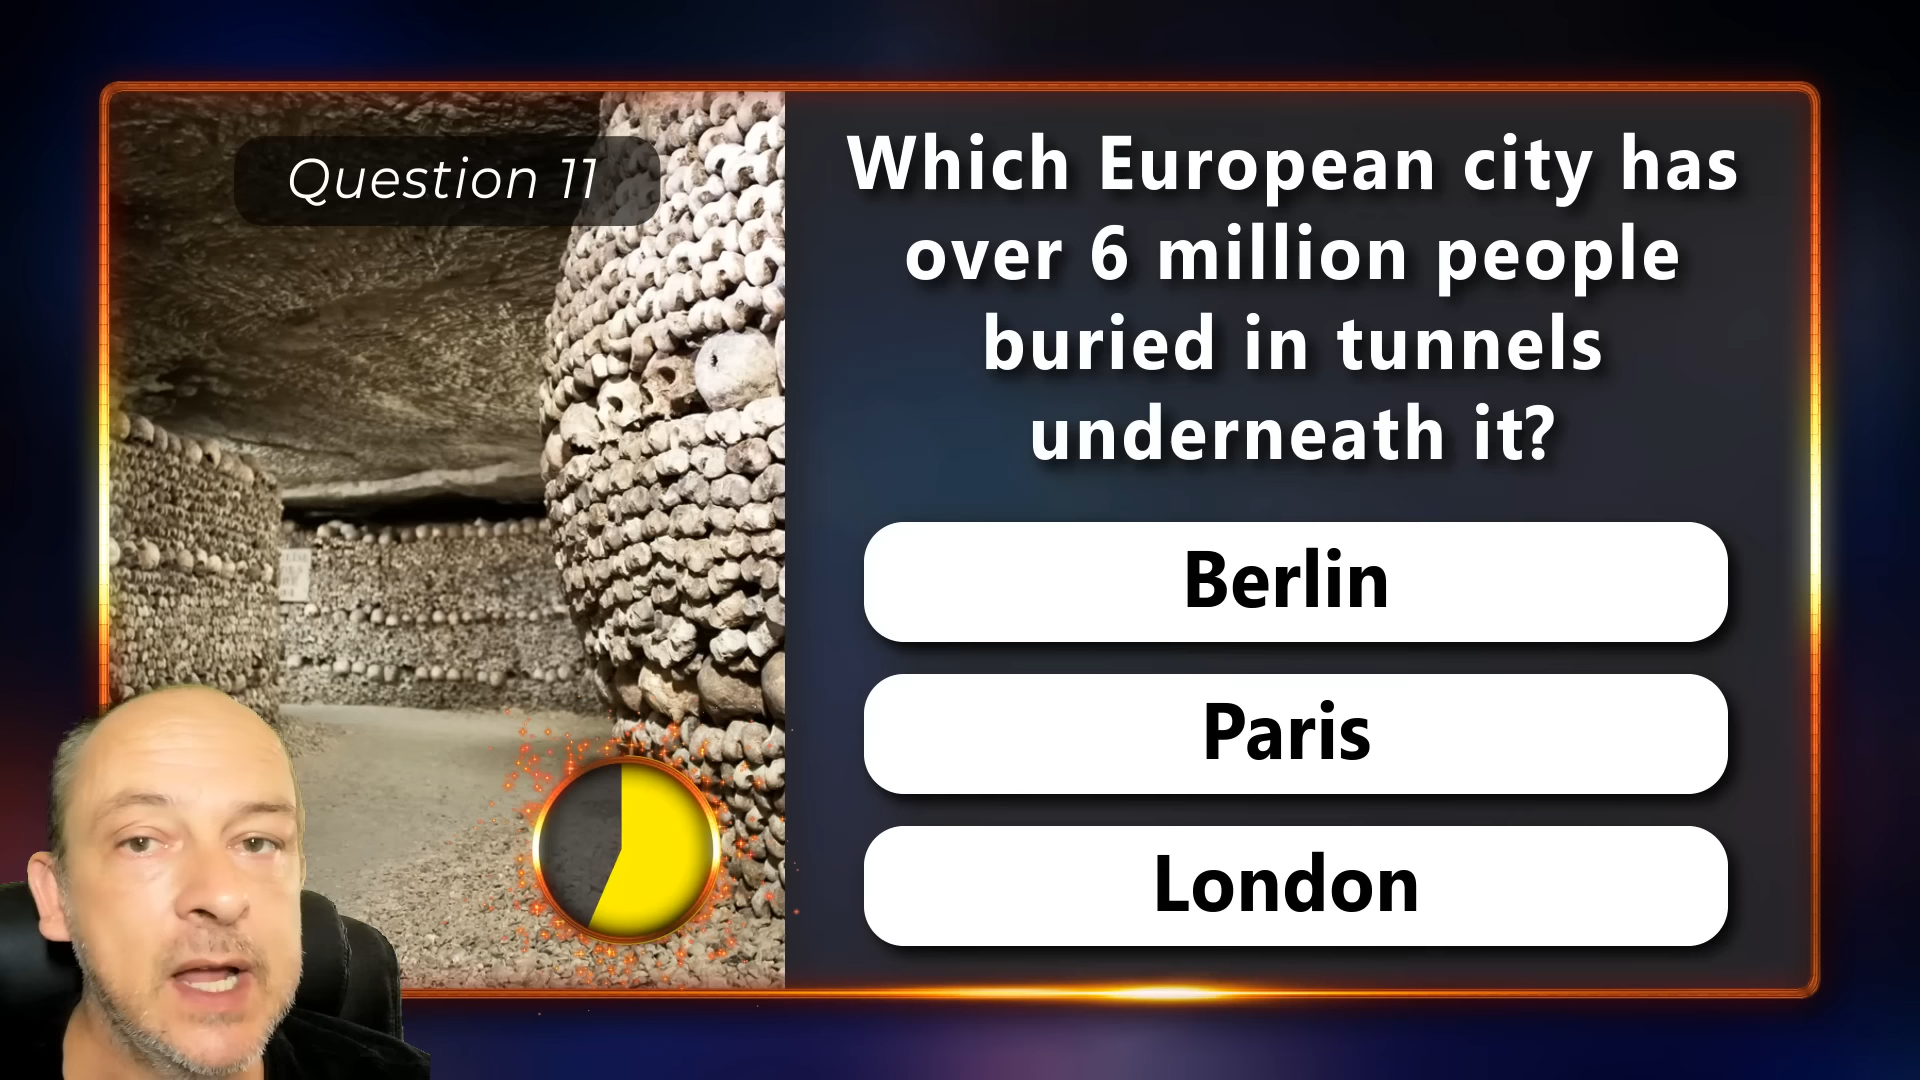 Question 11
Which European city has
over 6 million people
buried in tunnels
underneath it?
Berlin
Paris
London